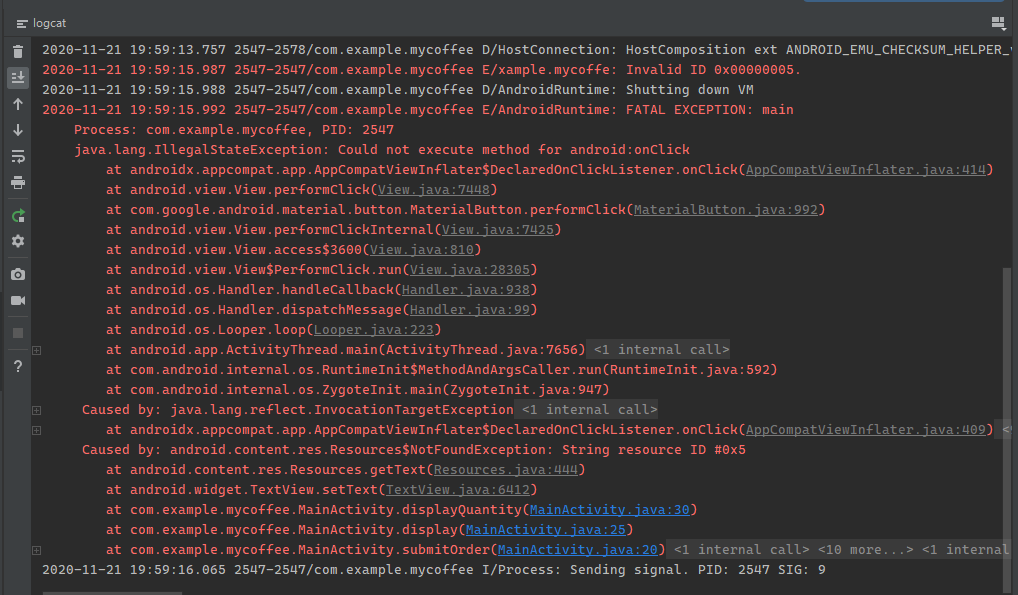 logcat
2020-11-21 19:59:13.757 2547-2578/com.example.mycoffee D/HostConnection: HostComposition ext ANDROID_EMU_CHECKSUM_HELPER_
2020-11-21 19:59:15.987 2547-2547/com.example.mycoffee E/xample.mycoffe: Invalid ID 0x00000005.
2020-11-21 19:59:15.988 2547-2547/com.example.mycoffee D/AndroidRuntime: Shutting down VM
2020-11-21 19:59:15.992 2547-2547/com.example.mycoffee E/AndroidRuntime: FATAL EXCEPTION: main
Process: com.example.mycoffee, PID: 2547
java.lang.IllegalStateException: Could not execute method for android:onClick
at androidx.appcompat.app.AppCompatViewInflater$DeclaredOnClickListener.onClick(AppCompatViewInflater.java:414)
at android.view.View.performClick(View.java:7448)
at com.google.android.material.button.MaterialButton.performClick(MaterialButton.java:992)
at android.view.View.performClickInternal(View.java:7425)
at android.view.View.access$3600(View.java:810)
at android.view.View$PerformClick.run(View.java:28305)
at android.os.Handler.handleCallback(Handler.java:938)
at android.os.Handler.dispatchMessage(Handler.java:99)
at android.os.Looper.loop(Looper.java:223)
at android.app.ActivityThread.main(ActivityThread.java:7656) <1 internal call>
at com.android.internal.os.RuntimeInit$MethodAndArgsCaller.run(RuntimeInit.java:592)
at com.android.internal.os.ZygoteInit.main(ZygoteInit.java:947)
Caused by: java.lang.reflect.InvocationTargetException <1 internal call>
at androidx.appcompat.app.AppCompatViewInflater$DeclaredOnClickListener.onClick(AppCompatViewInflater.java:409) <
Caused by: android.content.res.Resources$NotFoundException: String resource ID #0x5
at android.content.res.Resources.getText(Resources.java:444)
at android.widget.TextView.setText(TextView.java:6412)
at com.example.mycoffee.MainActivity.displayQuantity(MainActivity.java:30)
at com.example.mycoffee.MainActivity.display(MainActivity.java:25)
at com.example.mycoffee.MainActivity.submitOrder(MainActivity.java:20) <1 internal call> <10 more...> <1 internal
2020-11-21 19:59:16.065 2547-2547/com.example.mycoffee I/Process: Sending signal. PID: 2547 SIG: 9